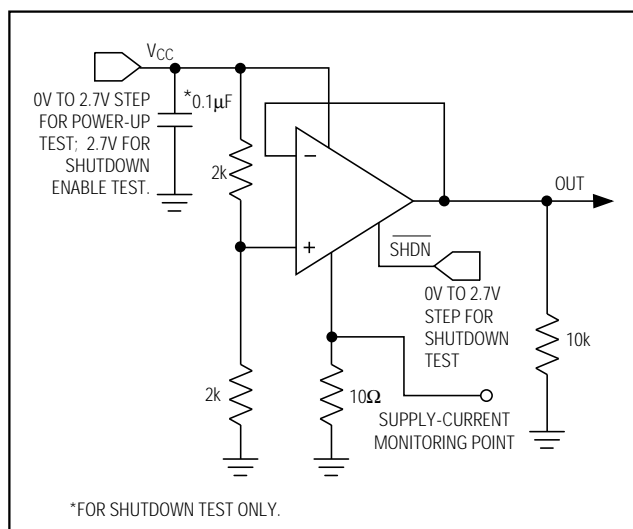 VCC
0V TO 2.7V STEP
FOR POWER-UP
TEST; 2.7V FOR
SHUTDOWN
ENABLE TEST.
*0.1µF
2k
−
+
OUT
SHDN
0V TO 2.7V
STEP FOR
SHUTDOWN
TEST
10k
2k
10Ω
SUPPLY-CURRENT
MONITORING POINT
*FOR SHUTDOWN TEST ONLY.